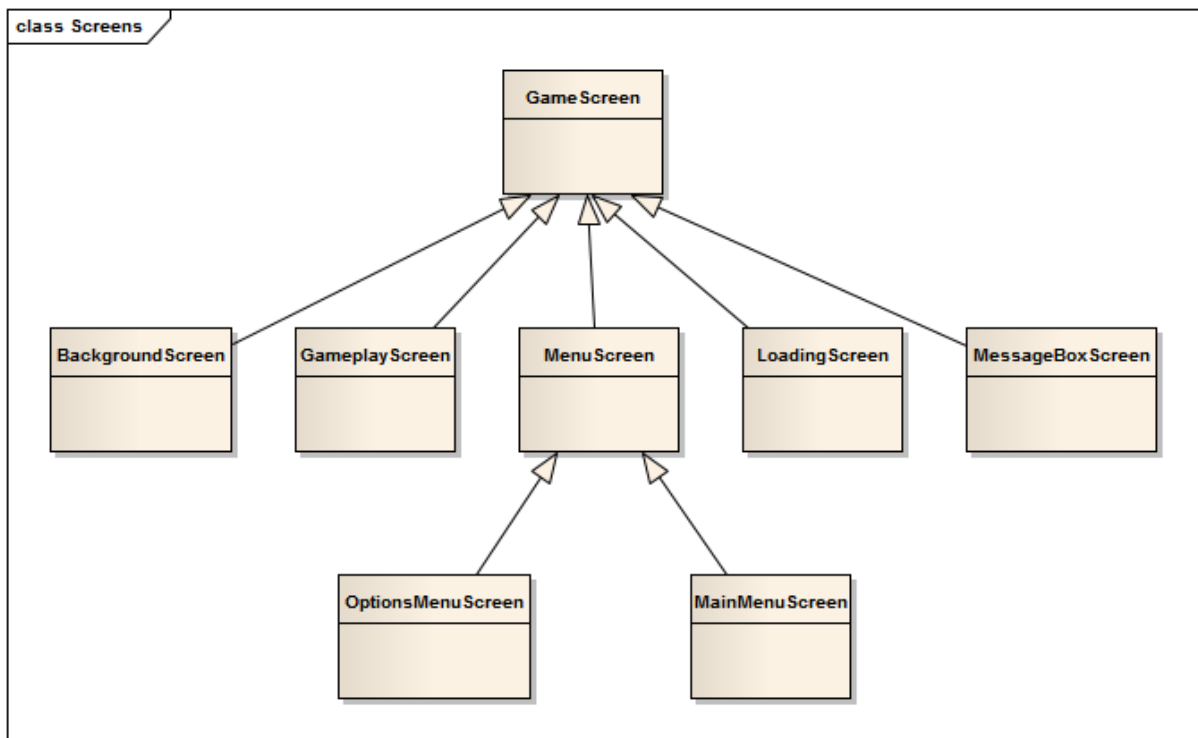 class Screens
GameScreen
BackgroundScreen
GameplayScreen
MenuScreen
LoadingScreen
MessageBoxScreen
OptionsMenuScreen
MainMenuScreen